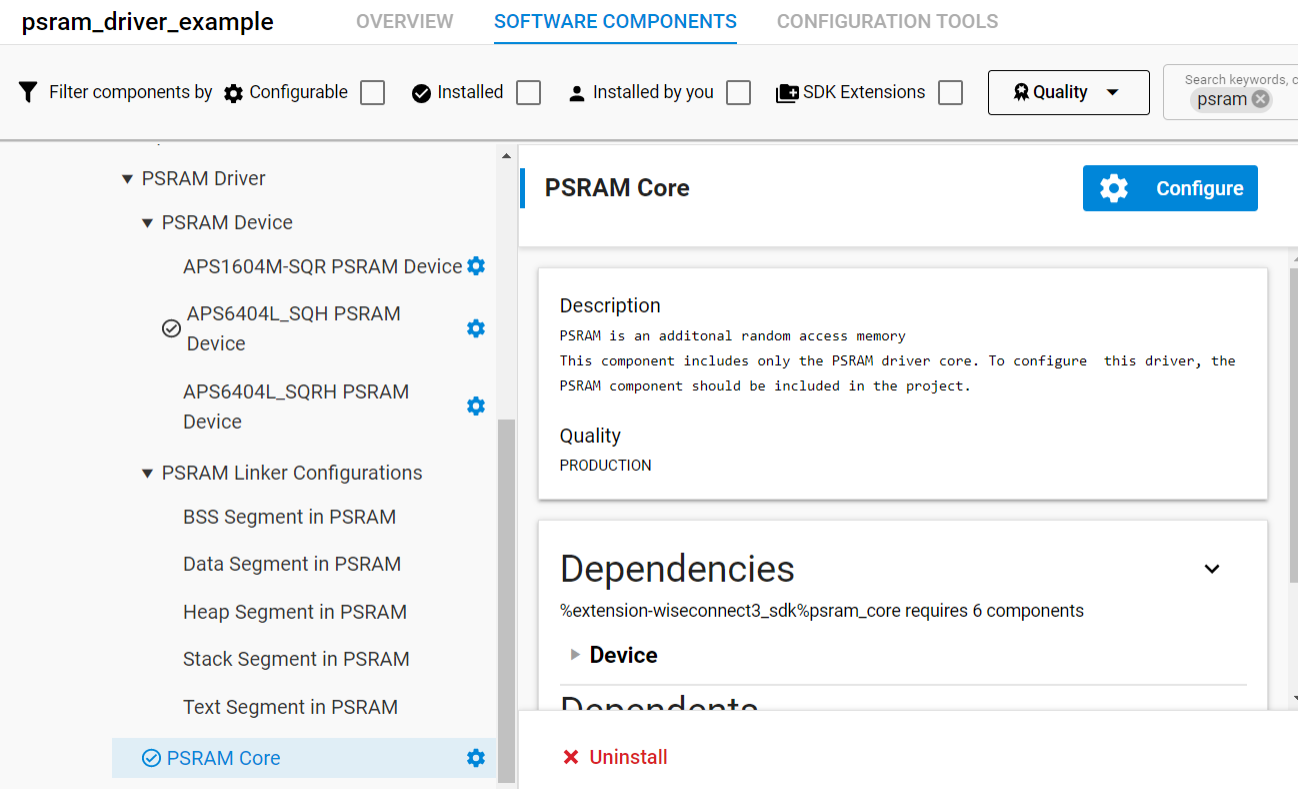 psram_driver_example
OVERVIEW
SOFTWARE COMPONENTS
CONFIGURATION TOOLS
Filter components by
Configurable
Installed
Installed by you
SDK Extensions
Quality
Search keywords, c
psram
PSRAM Driver
PSRAM Device
APS1604M-SQR PSRAM Device
APS6404L_SQH PSRAM
Device
APS6404L_SQRH PSRAM
Device
PSRAM Linker Configurations
BSS Segment in PSRAM
Data Segment in PSRAM
Heap Segment in PSRAM
Stack Segment in PSRAM
Text Segment in PSRAM
PSRAM Core
PSRAM Core
Configure
Description
PSRAM is an additonal random access memory
This component includes only the PSRAM driver core. To configure  this driver, the
PSRAM component should be included in the project.
Quality
PRODUCTION
Dependencies
%extension-wiseconnect3_sdk%psram_core requires 6 components
Device
Dependents
Uninstall